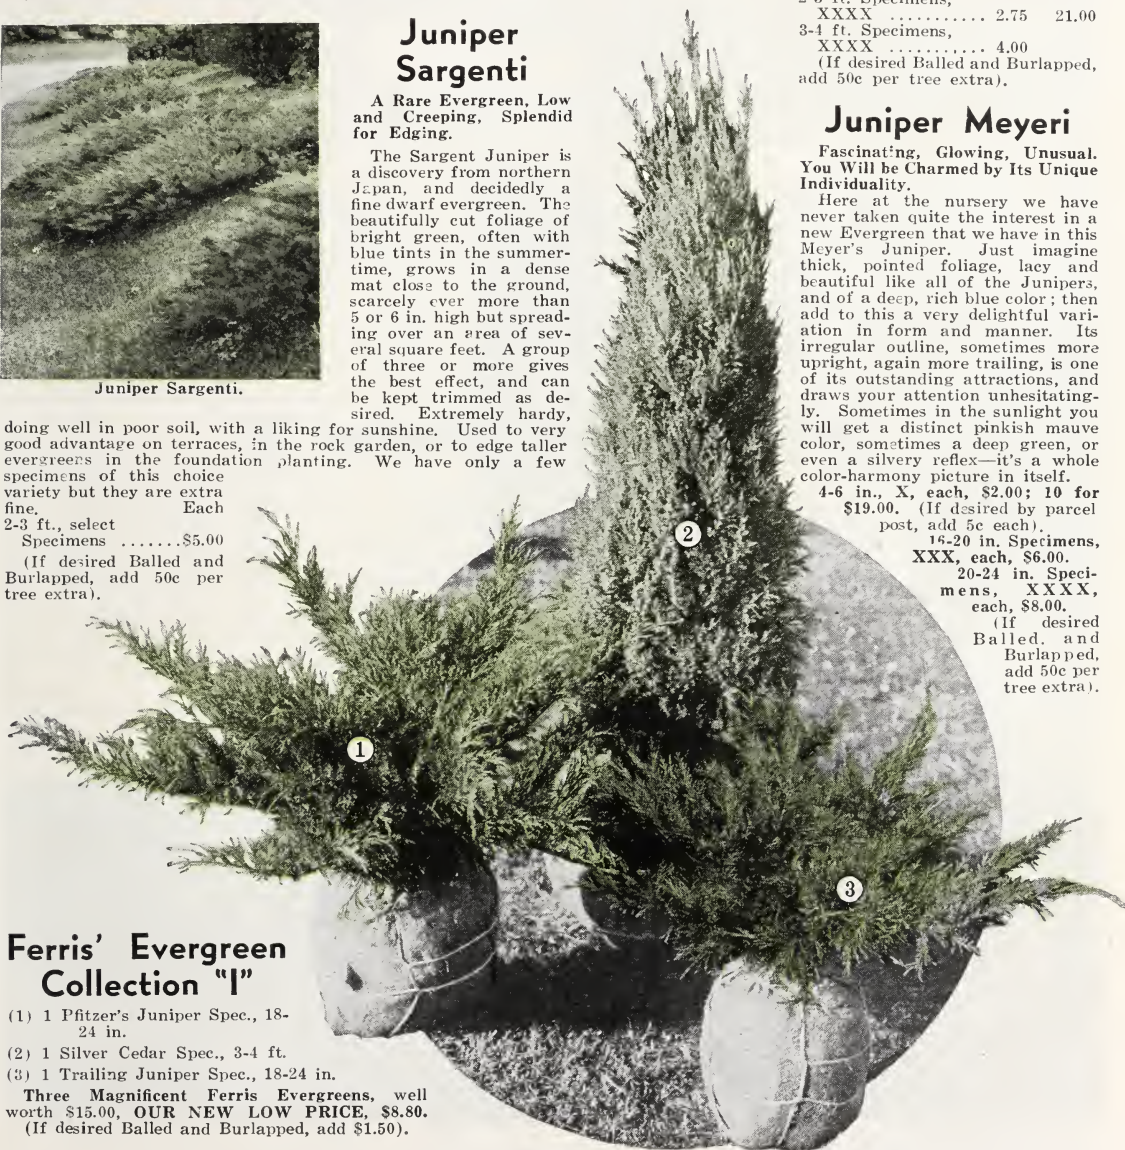 Juniper
Sargenti
A Rare Evergreen, Low
and Creeping, Splendid
for Edging.
The Sargent Juniper is
a discovery from northern
Japan, and decidedly a
fine dwarf evergreen. The
beautifully cut foliage of
bright green, often with
blue tints in the summer-
time, grows in a dense
mat close to the ground,
scarcely ever more than
5 or 6 in. high but spread-
ing over an area of sev-
eral square feet. A group
of three or more gives
the best effect, and can
be kept trimmed as de-
sired. Extremely hardy,
doing well in poor soil, with a liking for sunshine. Used to very
good advantage on terraces, in the rock garden, or to edge taller
evergreens in the foundation planting. We have only a few
specimens of this choice
variety but they are extra
fine. Each
2-3 ft., select
Specimens .......$5.00
(If desired Balled and
Burlapped, add 50c per
tree extra).
Juniper Sargenti.
XXXX ........... 2.75 21.00
3-4 ft. Specimens,
XXXX ........... 4.00
(If desired Balled and Burlapped,
add 50c per tree extra).
Juniper Meyeri
Fascinating, Glowing, Unusual.
You Will be Charmed by Its Unique
Individuality.
Here at the nursery we have
never taken quite the interest in a
new Evergreen that we have in this
Meyer's Juniper. Just imagine
thick, pointed foliage, lacy and
beautiful like all of the Junipers,
and of a deep, rich blue color; then
add to this a very delightful vari-
ation in form and manner. Its
irregular outline, sometimes more
upright, again more trailing, is one
of its outstanding attractions, and
draws your attention unhesitating-
ly. Sometimes in the sunlight you
will get a distinct pinkish mauve
color, sometimes a deep green, or
even a silvery reflex—it's a whole
color-harmony picture in itself.
4-6 in., X, each, $2.00; 10 for
$19.00. (If desired by parcel
post, add 5c each).
16-20 in. Specimens,
XXX, each, $6.00.
20-24 in. Speci-
mens, XXXX,
each, $8.00.
(If desired
Balled, and
Burlapped,
add 50c per
tree extra).
1
2
3
Ferris' Evergreen
Collection "I"
(1) 1 Pfitzer's Juniper Spec., 18-
24 in.
(2) 1 Silver Cedar Spec., 3-4 ft.
(3) 1 Trailing Juniper Spec., 18-24 in.
Three Magnificent Ferris Evergreens, well
worth $15.00, OUR NEW LOW PRICE, $8.80.
(If desired Balled and Burlapped, add $1.50).